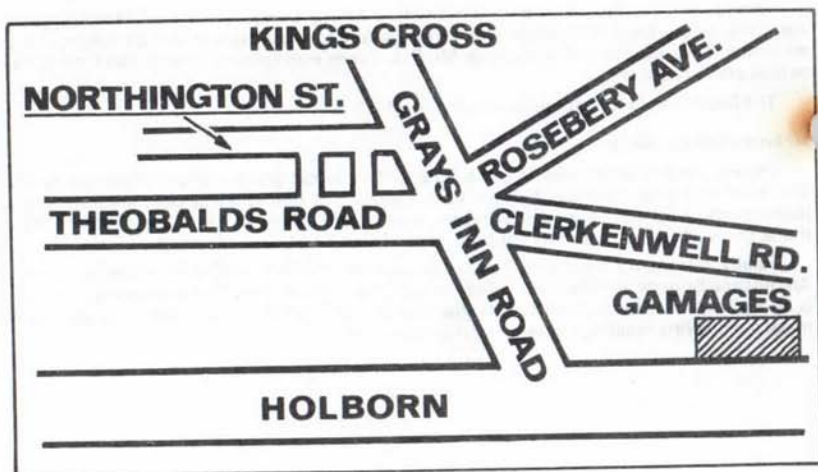 KINGS CROSS
NORTHINGTON ST.
GRAYS INN ROAD
ROSEBERY AVE.
THEOBALDS ROAD
CLERKENWELL RD.
GAMAGES
HOLBORN